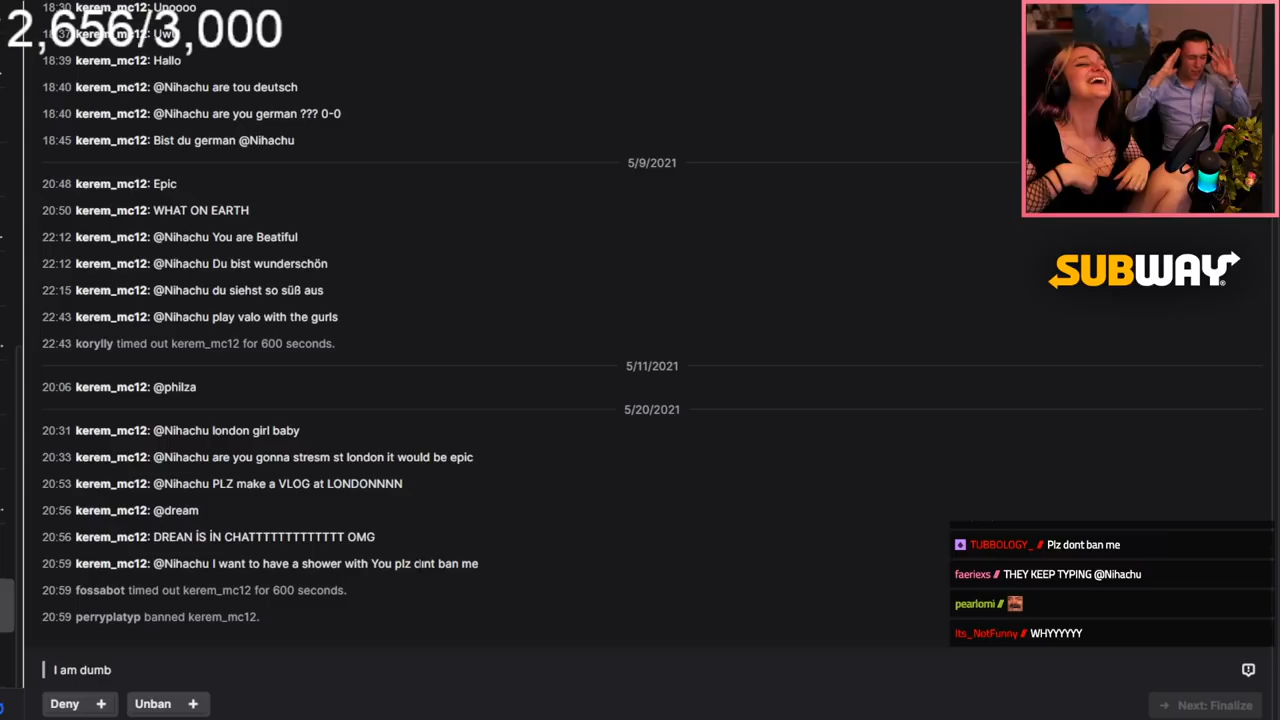 18:30 kerem_mc12: Unoooo
2,656/3,000
18:37 kerem_mc12: Uwu
18:39 kerem_mc12: Hallo
18:40 kerem_mc12: @Nihachu are tou deutsch
18:40 kerem_mc12: @Nihachu are you german ??? 0-0
18:45 kerem_mc12: Bist du german @Nihachu
5/9/2021
20:48 kerem_mc12: Epic
20:50 kerem_mc12: WHAT ON EARTH
22:12 kerem_mc12: @Nihachu You are Beatiful
22:12 kerem_mc12: @Nihachu Du bist wunderschön
22:15 kerem_mc12: @Nihachu du siehst so süß aus
22:43 kerem_mc12: @Nihachu play valo with the gurls
22:43 korylly timed out kerem_mc12 for 600 seconds.
5/11/2021
20:06 kerem_mc12: @philza
5/20/2021
20:31 kerem_mc12: @Nihachu london girl baby
20:33 kerem_mc12: @Nihachu are you gonna stresm st london it would be epic
20:53 kerem_mc12: @Nihachu PLZ make a VLOG at LONDONNNN
20:56 kerem_mc12: @dream
20:56 kerem_mc12: DREAN İS İN CHATTTTTTTTTTTTT OMG
20:59 kerem_mc12: @Nihachu I want to have a shower with You plz ban me
20:59 fossabot timed out kerem_mc12 for 600 seconds.
20:59 perryplatyp banned kerem_mc12.
I am dumb
Deny +
Unban +
Next: Finalize
SUBWAY
TUBBOLOGY_ // Plz dont ban me
faeriexs // THEY KEEP TYPING @Nihachu
pearlomi //
Its_NotFunny // WHYYYYYY